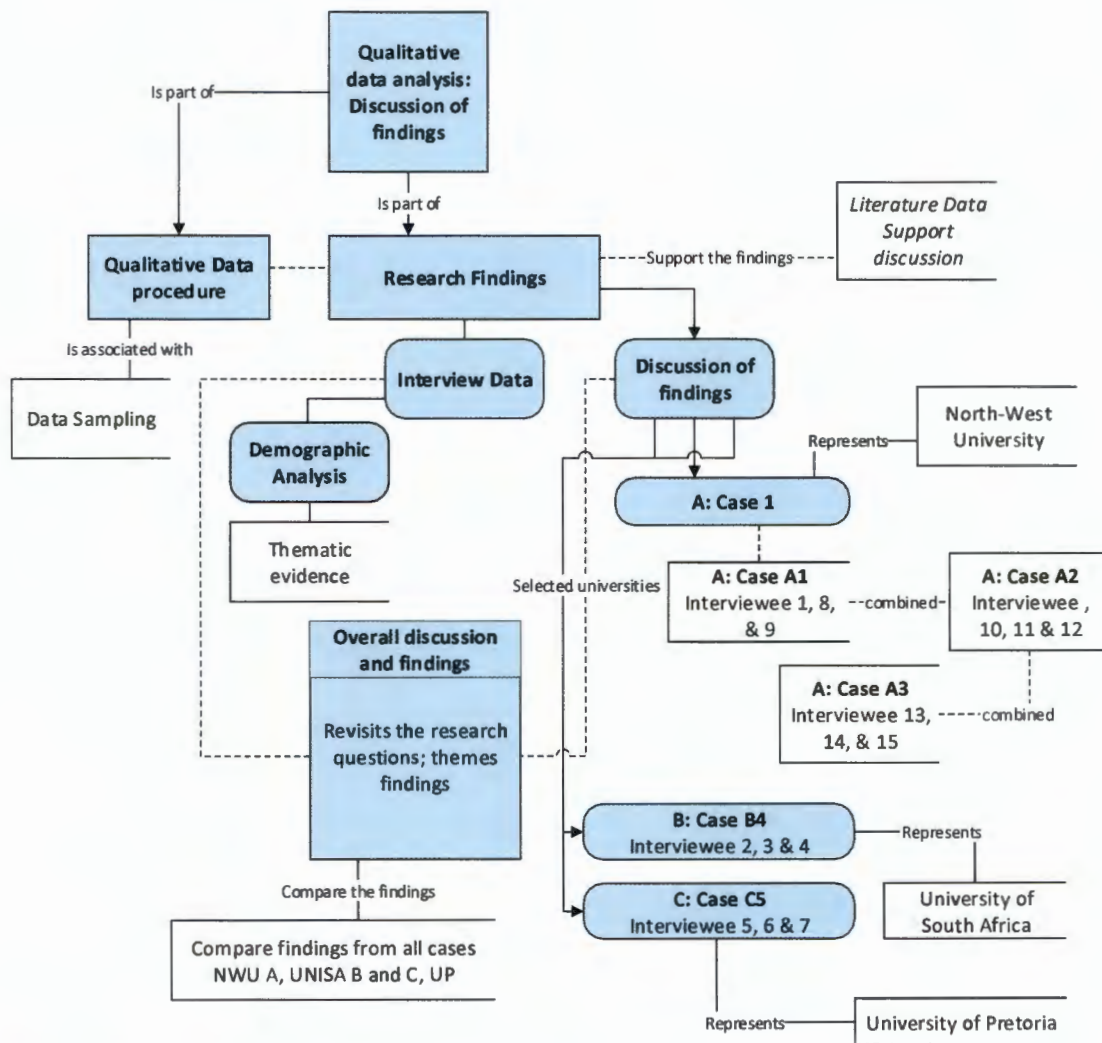 Qualitative
data analysis:
Discussion of
findings
Is part of
Is part of
Literature Data
Support
discussion
Qualitative Data
procedure
Research Findings
Support the findings
Is associated with
Data Sampling
Interview Data
Discussion of
findings
North-West
University
Represents
Demographic
Analysis
A: Case 1
Thematic
evidence
Selected universities
A: Case A1
Interviewee 1, 8,
& 9
combined
A: Case A2
Interviewee ,
10, 11 & 12
Overall discussion
and findings
A: Case A3
Interviewee 13,
14, & 15
combined
Revisits the research
questions; themes
findings
B: Case B4
Interviewee 2, 3 & 4
Represents
Compare the findings
C: Case C5
Interviewee 5, 6 & 7
University of
South Africa
Compare findings from all cases
NWU A, UNISA B and C, UP
Represents
University of Pretoria